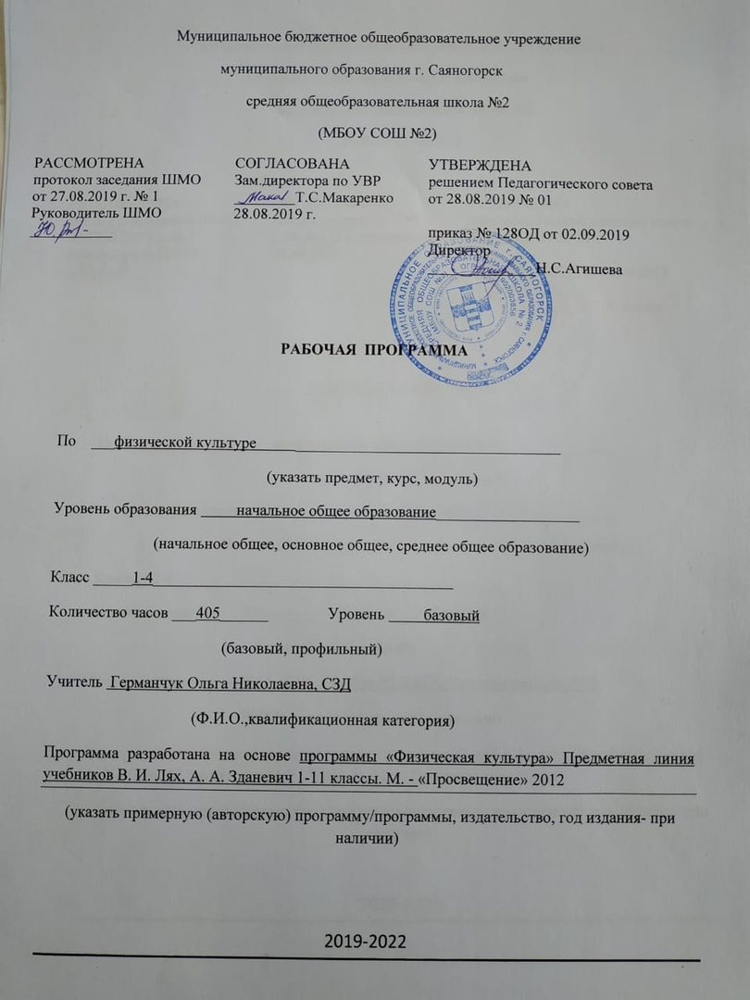 Муниципальное бюджетное общеобразовательное учреждение
муниципального образования г. Саяногорск
средняя общеобразовательная школа №2
(МБОУ СОШ №2)
РАССМОТРЕНА
протокол заседания ШМО
от 27.08.2019 г. № 1
Руководитель ШМО
СОГЛАСОВАНА
Зам.директора по УВР
Т.С.Макаренко
28.08.2019 г.
УТВЕРЖДЕНА
решением Педагогического совета
от 28.08.2019 № 01
приказ № 128ОД от 02.09.2019
Директор
Н.С.Агишева
РАБОЧАЯ ПРОГРАММА
По физической культуре
(указать предмет, курс, модуль)
Уровень образования начальное общее образование
(начальное общее, основное общее, среднее общее образование)
Класс 1-4
Количество часов 405 Уровень базовый
(базовый, профильный)
Учитель Германчук Ольга Николаевна, СЗД
(Ф.И.О.,квалификационная категория)
Программа разработана на основе программы «Физическая культура» Предметная линия
учебников В. И. Лях, А. А. Зданевич 1-11 классы. М. - «Просвещение» 2012
(указать примерную (авторскую) программу/программы, издательство, год издания- при
наличии)
2019-2022